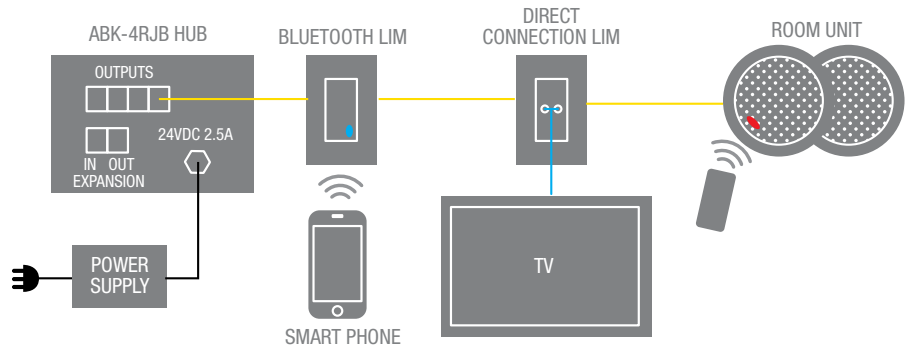 ABK-4RJB HUB
BLUETOOTH LIM
DIRECT
CONNECTION LIM
ROOM UNIT
OUTPUTS
24VDC 2.5A
IN OUT
EXPANSION
POWER
SUPPLY
TV
SMART PHONE